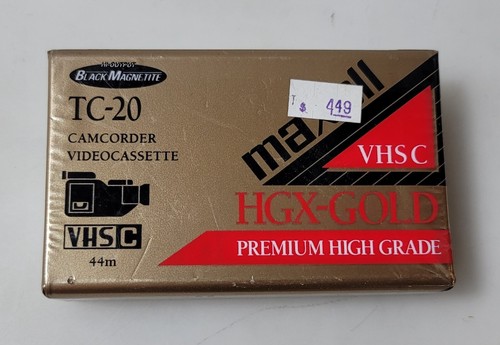 BLACK MAGNETITE
TC-20
CAMCORDER
VIDEOCASSETTE
VHS C
44m
T $ 449
maxell
VHS C
HGX-GOLD
PREMIUM HIGH GRADE